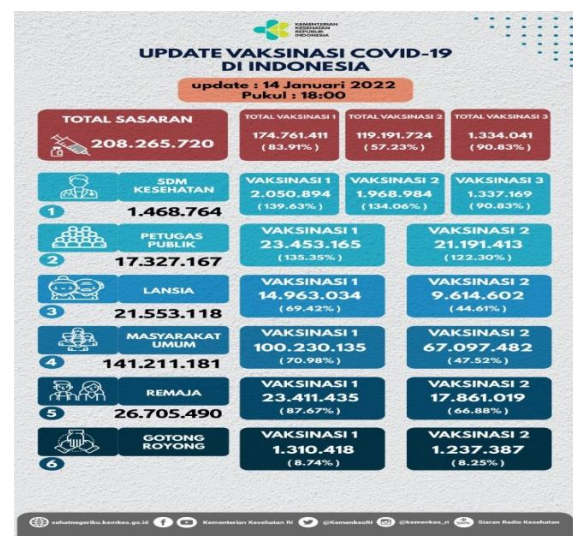 KEMENTERIAN
KESEHATAN
REPUBLIK
INDONESIA
UPDATE VAKSINASI COVID-19
DI INDONESIA
update : 14 Januari 2022
Pukul : 18:00
TOTAL SASARAN
208.265.720
TOTAL VAKSINASI 1
174.761.411
(83.91%)
TOTAL VAKSINASI 2
119.191.724
(57.23%)
TOTAL VAKSINASI 3
1.334.041
(90.83%)
SDM
KESEHATAN
1
1.468.764
VAKSINASI 1
2.050.894
(139.63%)
VAKSINASI 2
1.968.984
(134.06%)
VAKSINASI 3
1.337.169
(90.83%)
PETUGAS
PUBLIK
2
17.327.167
VAKSINASI 1
23.453.165
(135.35%)
VAKSINASI 2
21.191.413
(122.30%)
LANSIA
3
21.553.118
VAKSINASI 1
14.963.034
(69.42%)
VAKSINASI 2
9.614.602
(44.61%)
MASYARAKAT
UMUM
4
141.211.181
VAKSINASI 1
100.230.135
(70.98%)
VAKSINASI 2
67.097.482
(47.52%)
REMAJA
5
26.705.490
VAKSINASI 1
23.411.435
(87.67%)
VAKSINASI 2
17.861.019
(66.88%)
GOTONG
ROYONG
6
VAKSINASI 1
1.310.418
(8.74%)
VAKSINASI 2
1.237.387
(8.25%)
sehatnegeriku.kemkes.go.id Kementerian Kesehatan RI @KemenkesRI @kemenkes_ri Siaran Radio Kesehatan